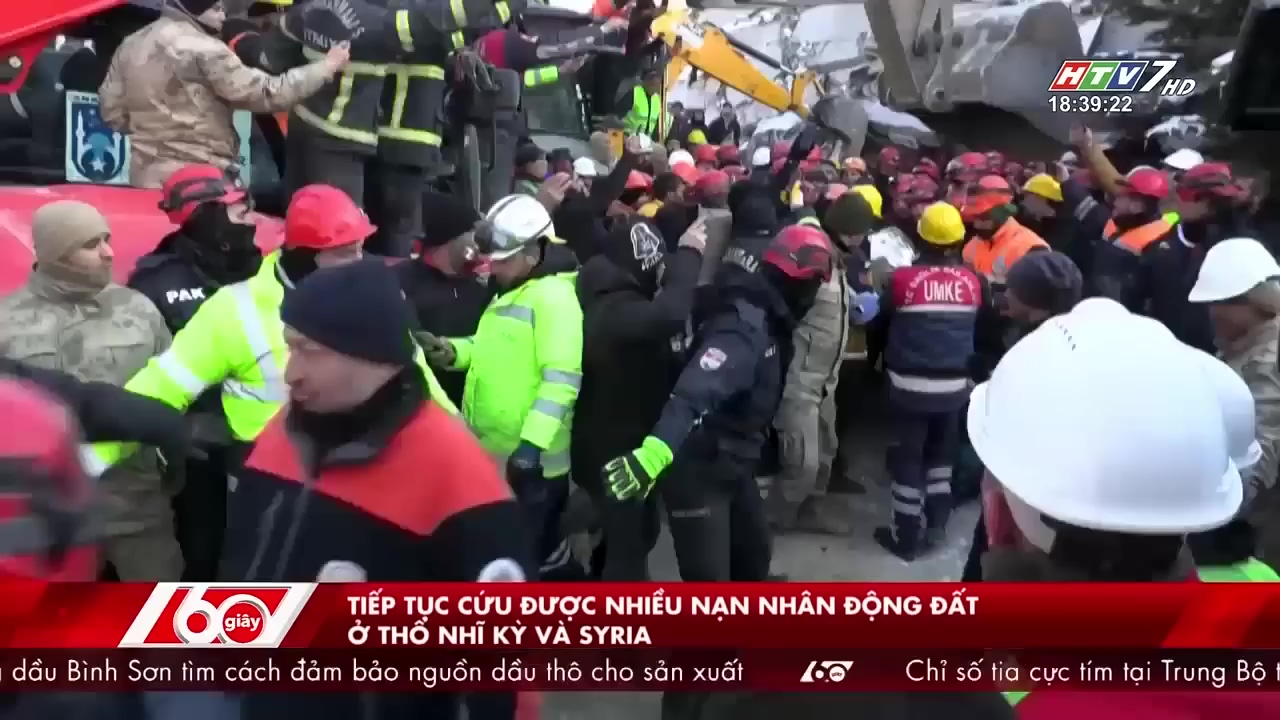 HTV7 HD
18:39:22
PAK
UMKE
60 giây
TIẾP TỤC CỨU ĐƯỢC NHIỀU NẠN NHÂN ĐỘNG ĐẤT
Ở THỔ NHĨ KỲ VÀ SYRIA
dầu Bình Sơn tìm cách đảm bảo nguồn dầu thô cho sản xuất
60
Chỉ số tia cực tím tại Trung Bộ